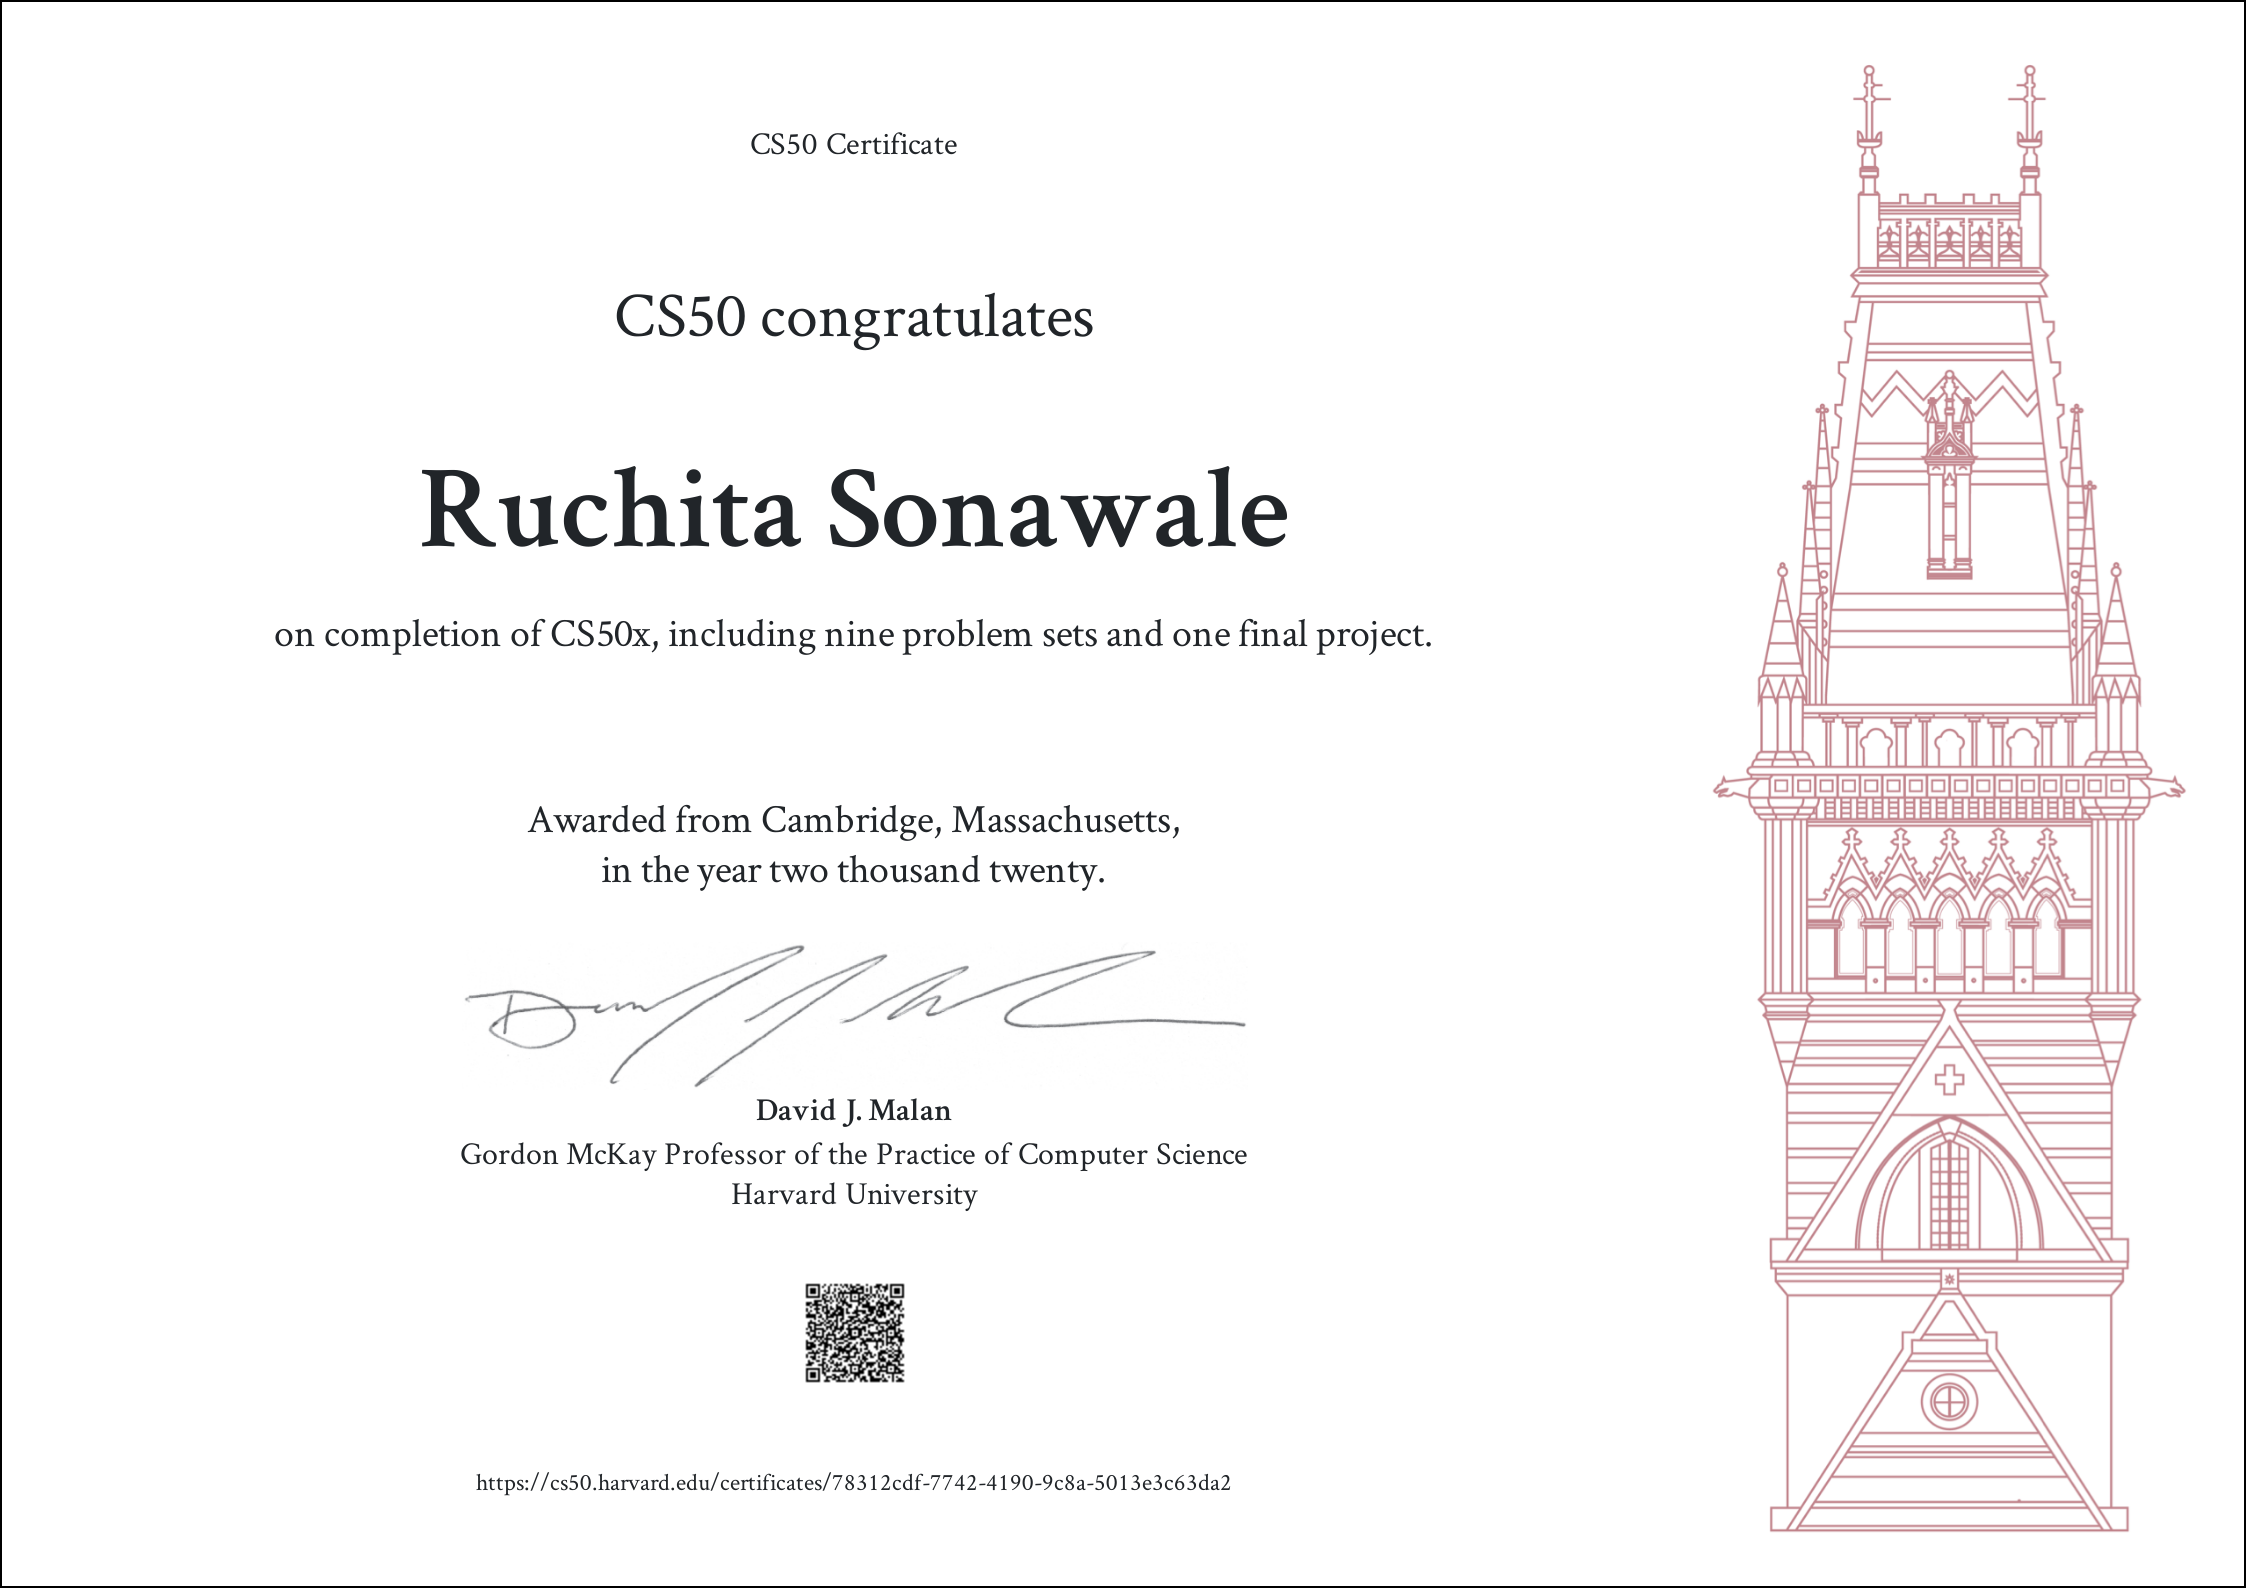 CS50 Certificate
CS50 congratulates
Ruchita Sonawale
on completion of CS50x, including nine problem sets and one final project.
Awarded from Cambridge, Massachusetts,
in the year two thousand twenty.
David J. Malan
Gordon McKay Professor of the Practice of Computer Science
Harvard University
https://cs50.harvard.edu/certificates/78312cdf-7742-4190-9c8a-5013e3c63da2